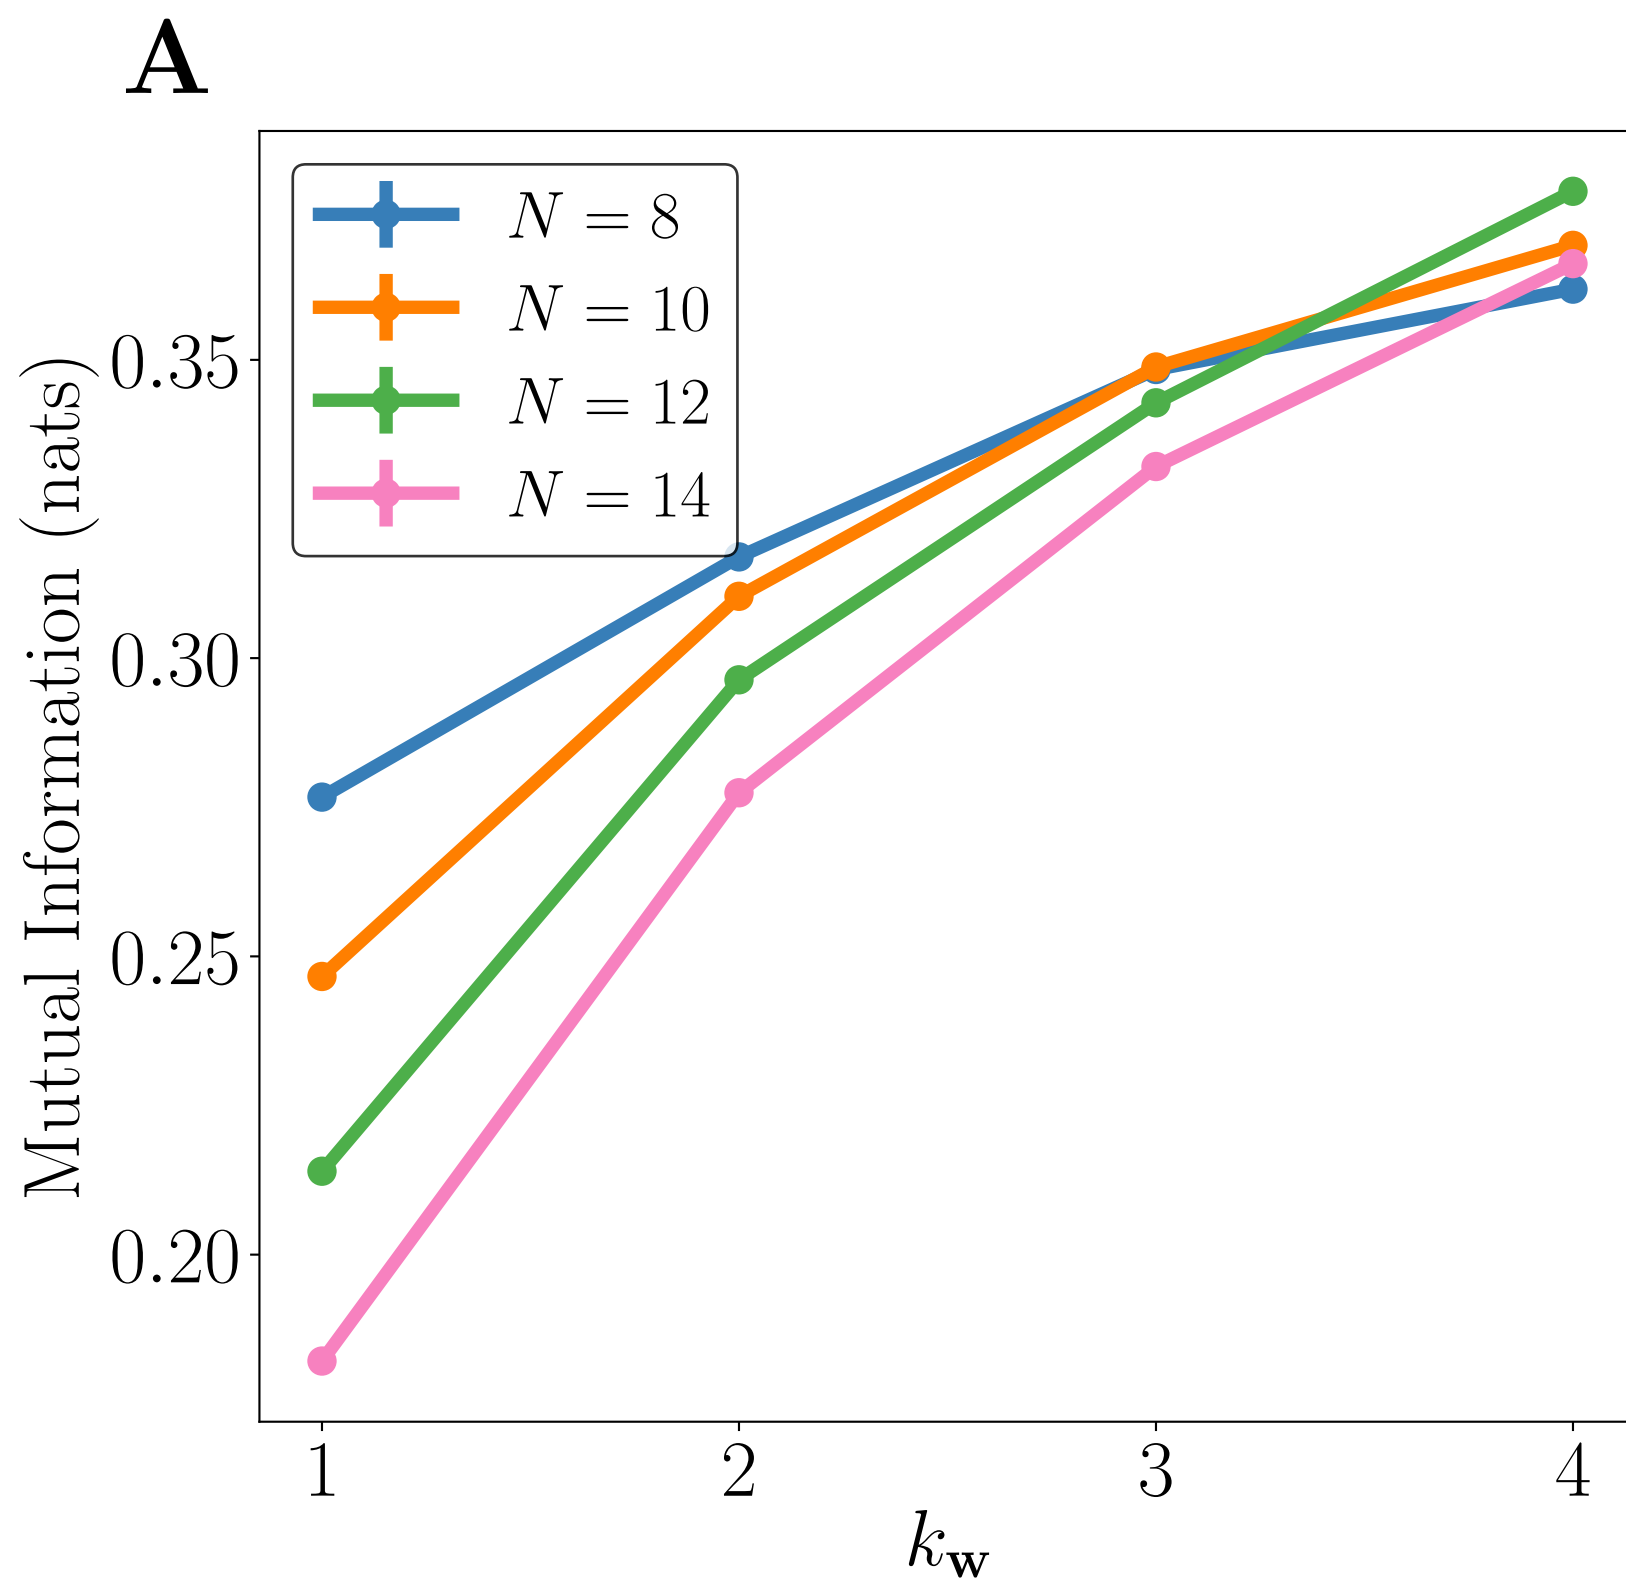 A
N = 8
N = 10
N = 12
N = 14
Mutual Information (nats)
0.35
0.30
0.25
0.20
1 2 3 4
k_w